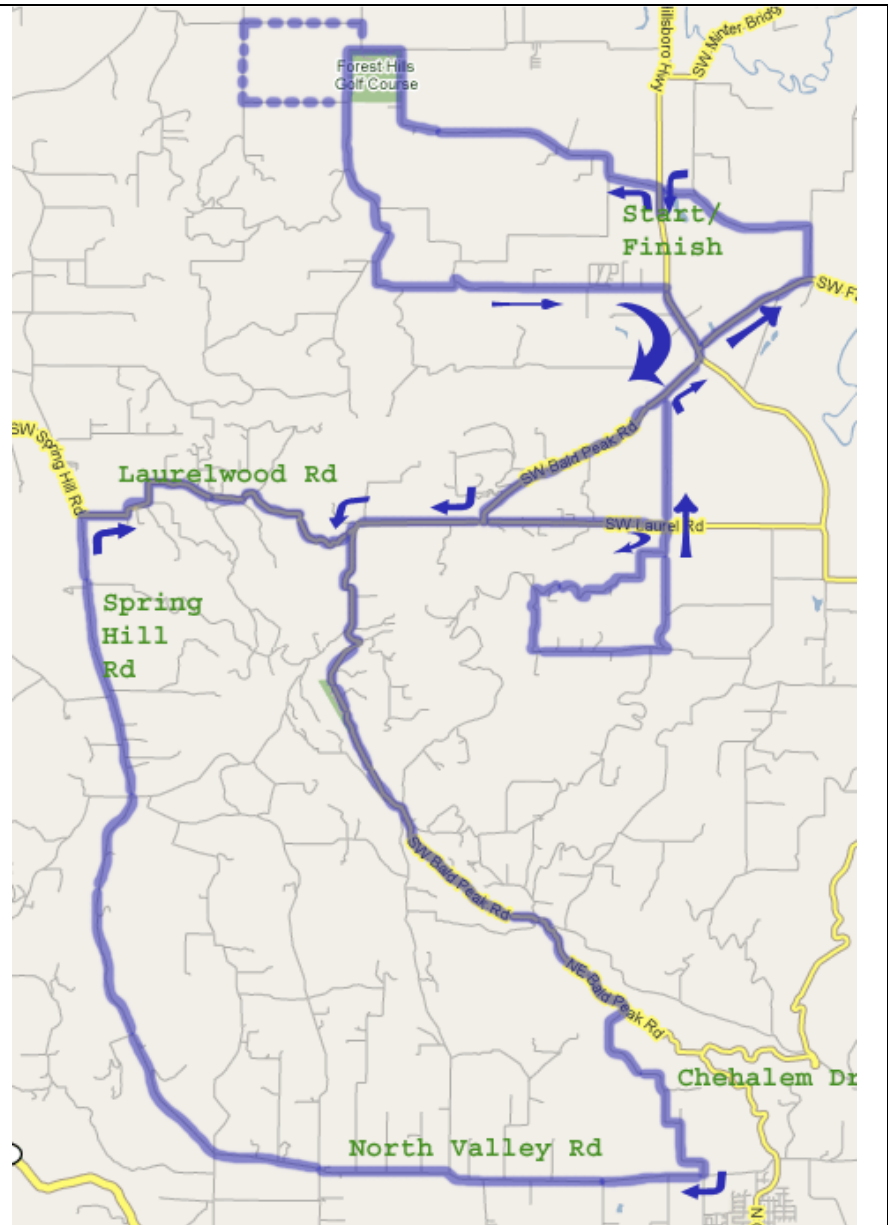 Hillsboro Hwy
SW Minter Bridg
Forest Hills
Golf Course
Start/
Finish
SW F
SW Bald Peak Rd
SW Spring Hill Rd
Laurelwood Rd
SW Laurel Rd
Spring
Hill
Rd
SW Bald Peak Rd
NE Bald Peak Rd
Chehalem Dr
North Valley Rd
N